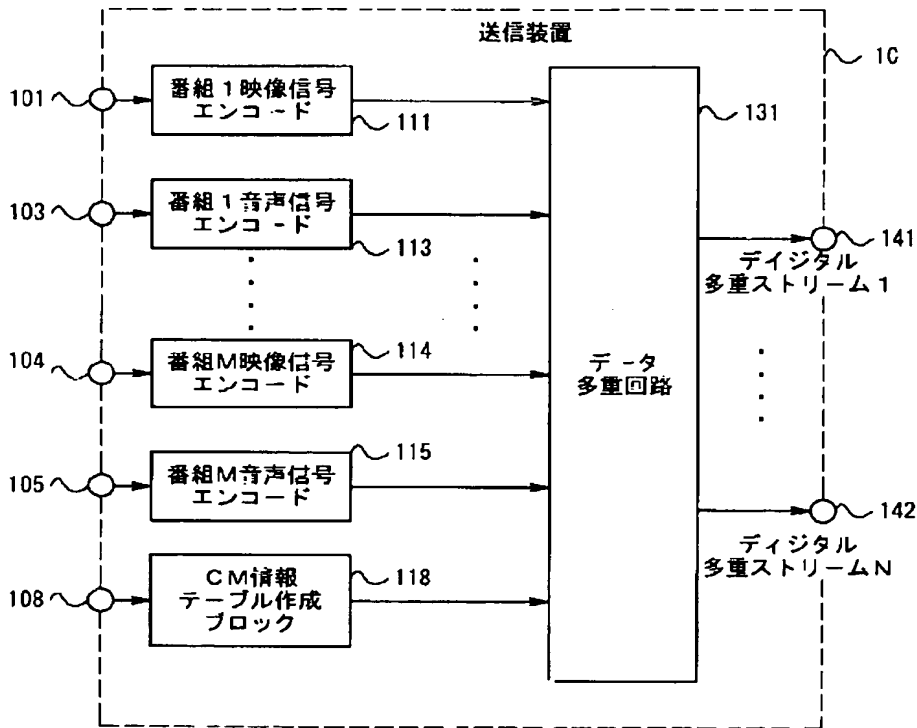 送信装置
10
101
番組1映像信号
エンコード
111
131
103
番組1音声信号
エンコード
113
141
デイジタル
多重ストリーム1
104
番組M映像信号
エンコード
114
データ
多重回路
105
番組M音声信号
エンコード
115
142
ディジタル
多重ストリームN
108
CM情報
テーブル作成
ブロック
118